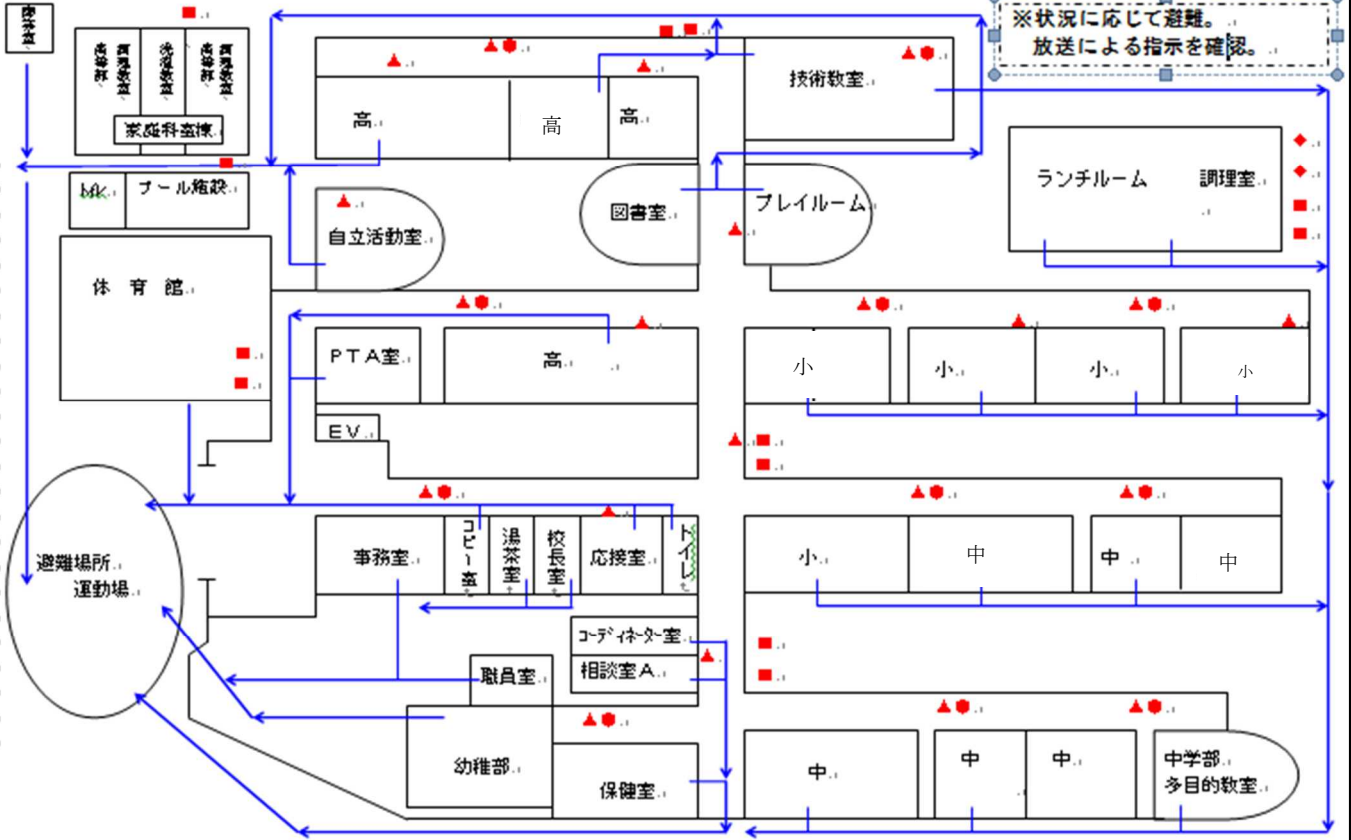 ※状況に応じて避難。
放送による指示を確認。
技術教室
家庭科室棟
高
高
高
プール施設
図書室
プレイルーム
ランチルーム
調理室
自立活動室
体 育 館
PTA室
高
小
小
小
小
EV
避難場所
運動場
事務室
コピー室
湯茶室
校長室
応接室
トイレ
小
中
中
中
コーディネーター室
相談室A
職員室
幼稚部
保健室
中
中
中
中学部
多目的教室